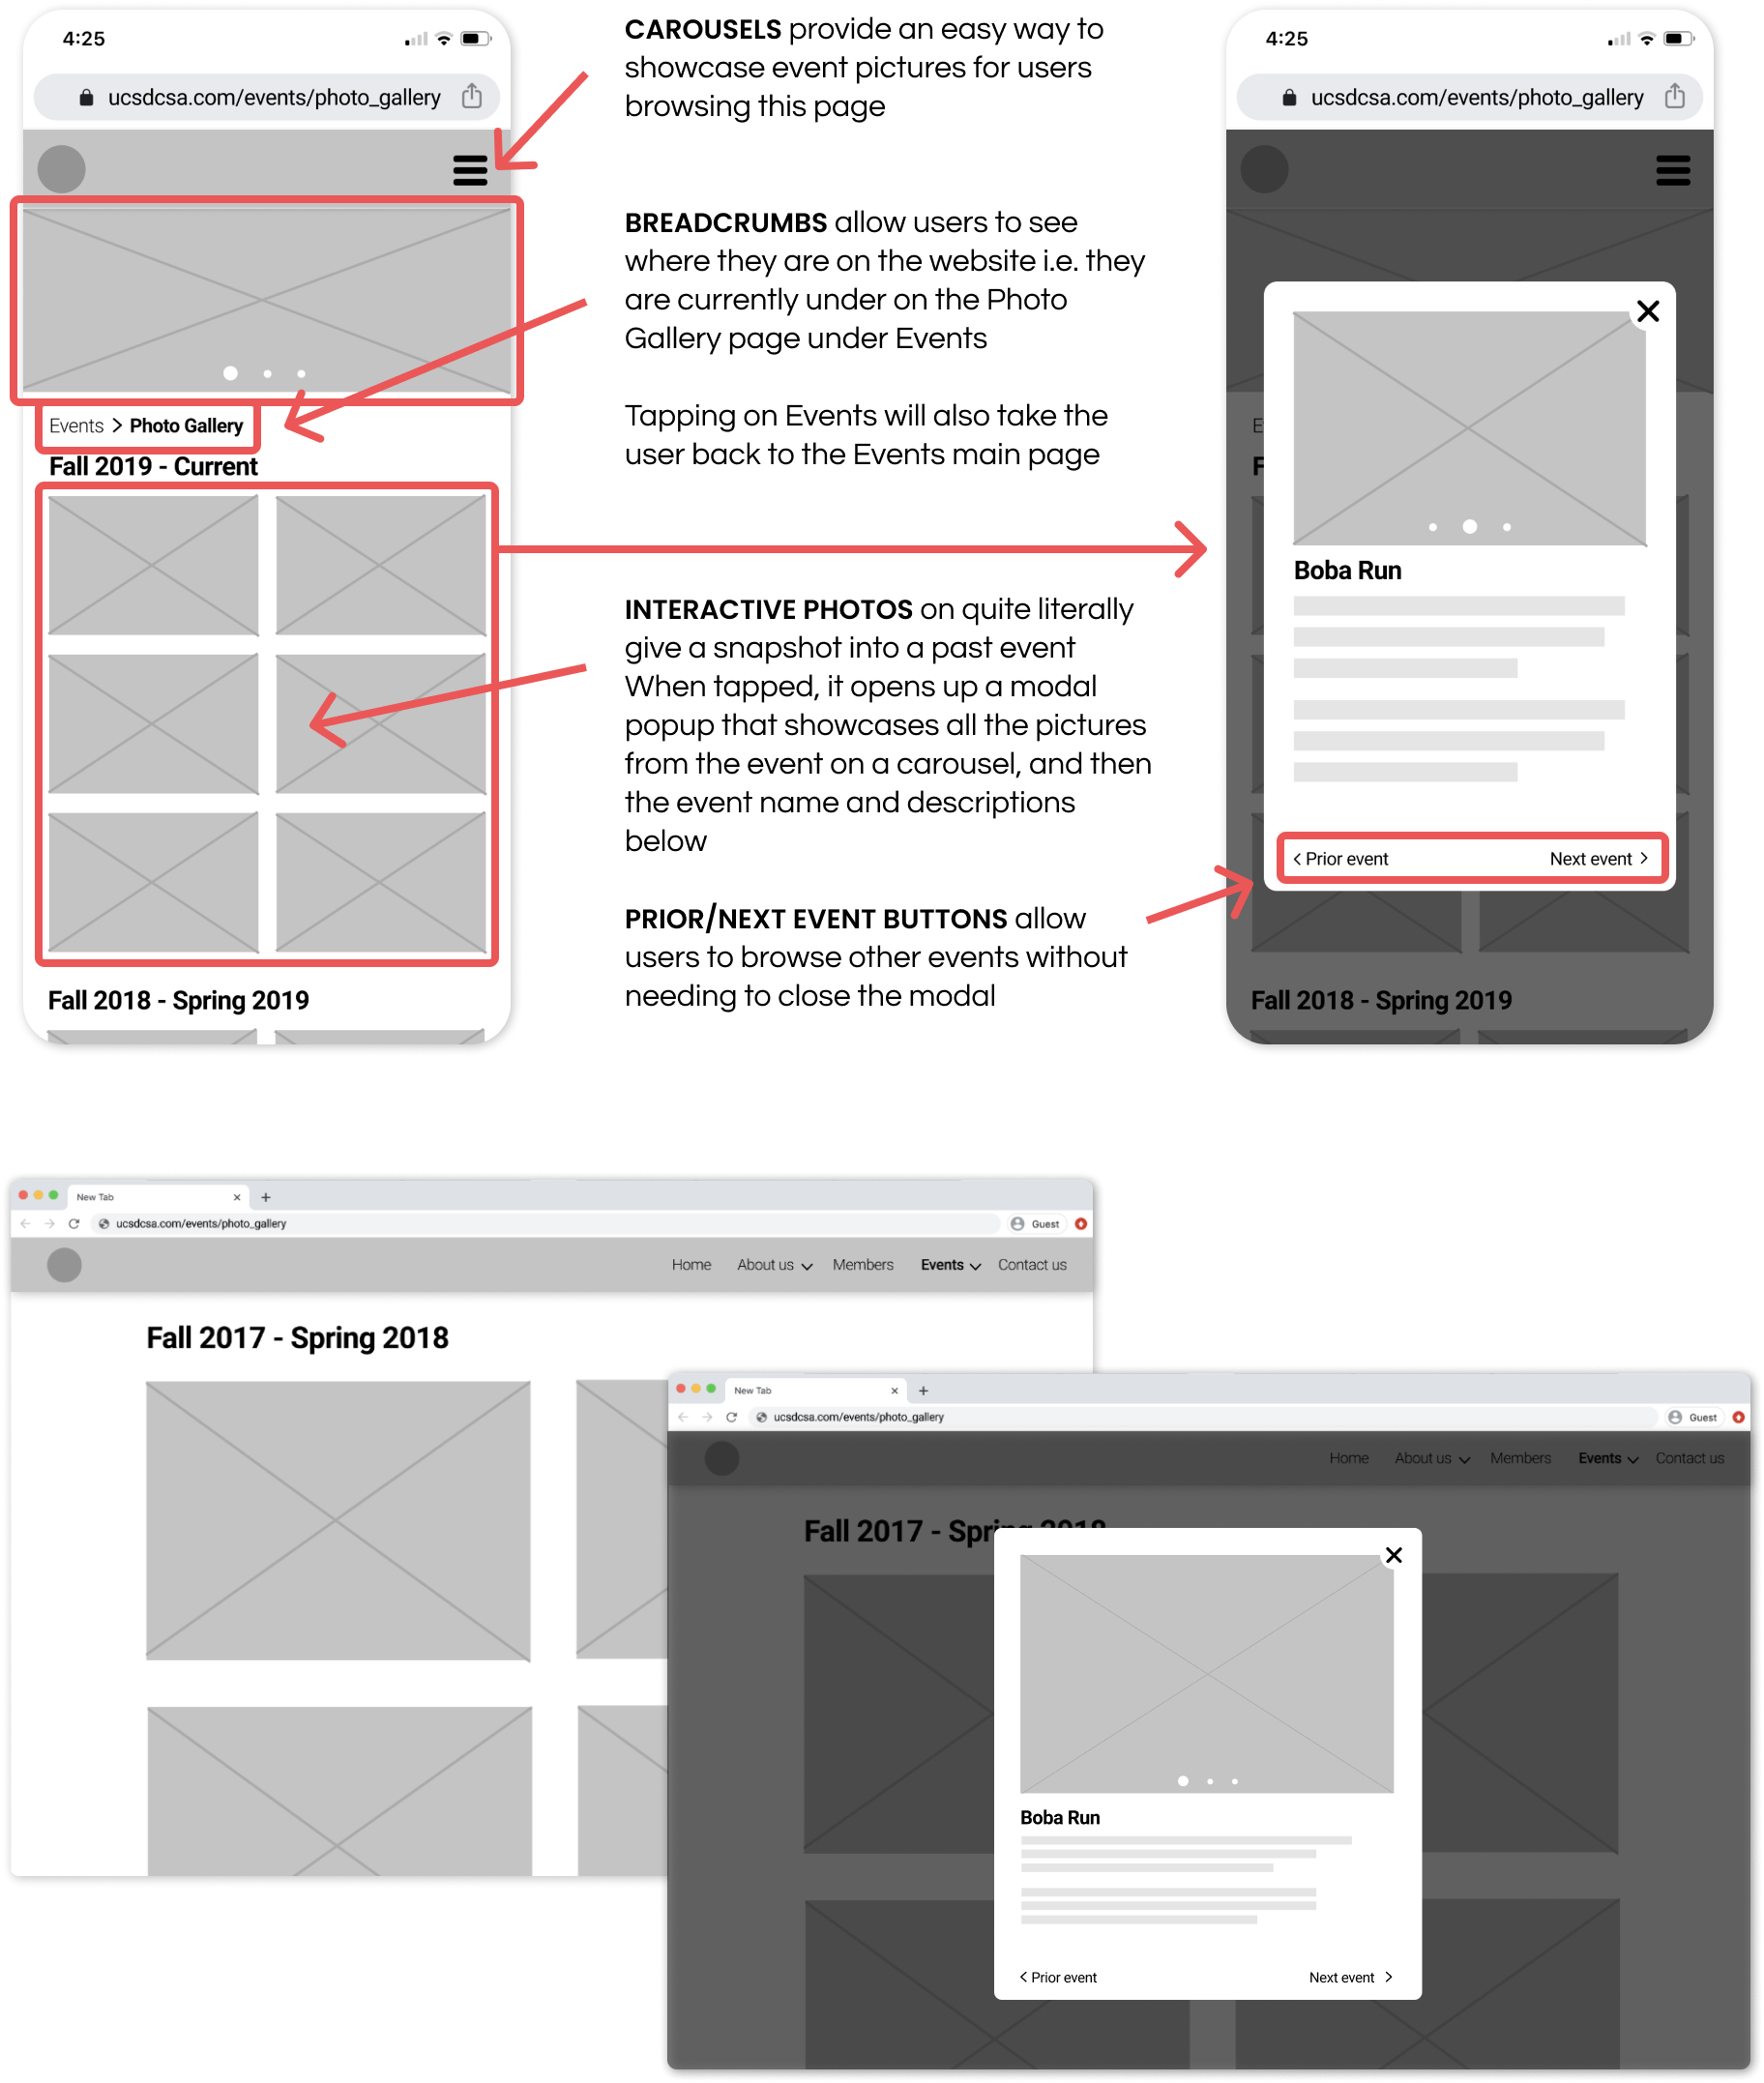 4:25
ucsdcsa.com/events/photo_gallery
Events > Photo Gallery
Fall 2019 - Current
Fall 2018 - Spring 2019
CAROUSELS provide an easy way to
showcase event pictures for users
browsing this page
BREADCRUMBS allow users to see
where they are on the website i.e. they
are currently under on the Photo
Gallery page under Events
Tapping on Events will also take the
user back to the Events main page
INTERACTIVE PHOTOS on quite literally
give a snapshot into a past event
When tapped, it opens up a modal
popup that showcases all the pictures
from the event on a carousel, and then
the event name and descriptions
below
PRIOR/NEXT EVENT BUTTONS allow
users to browse other events without
needing to close the modal
4:25
ucsdcsa.com/events/photo_gallery
E
F
Boba Run
< Prior event Next event >
Fall 2018 - Spring 2019
New Tab
ucsdcsa.com/events/photo_gallery Guest
Home About us Members Events Contact us
Fall 2017 - Spring 2018
New Tab
ucsdcsa.com/events/photo_gallery Guest
Home About us Members Events Contact us
Fall 2017 - Spring 2018
Boba Run
< Prior event Next event >